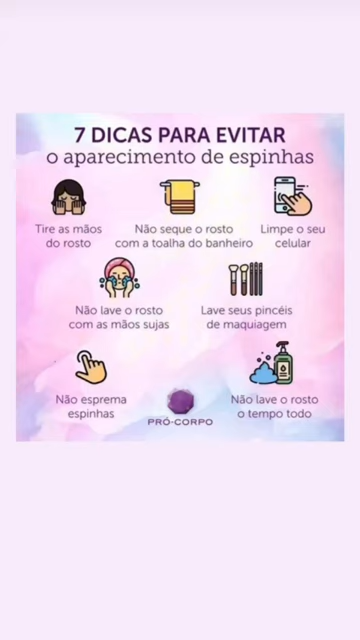 7 DICAS PARA EVITAR
o aparecimento de espinhas
Tire as mãos
do rosto
Não seque o rosto
com a toalha do banheiro
Limpe o seu
celular
Não lave o rosto
com as mãos sujas
Lave seus pincéis
de maquiagem
Não esprema
espinhas
PRÓ-CORPO
Não lave o rosto
o tempo todo